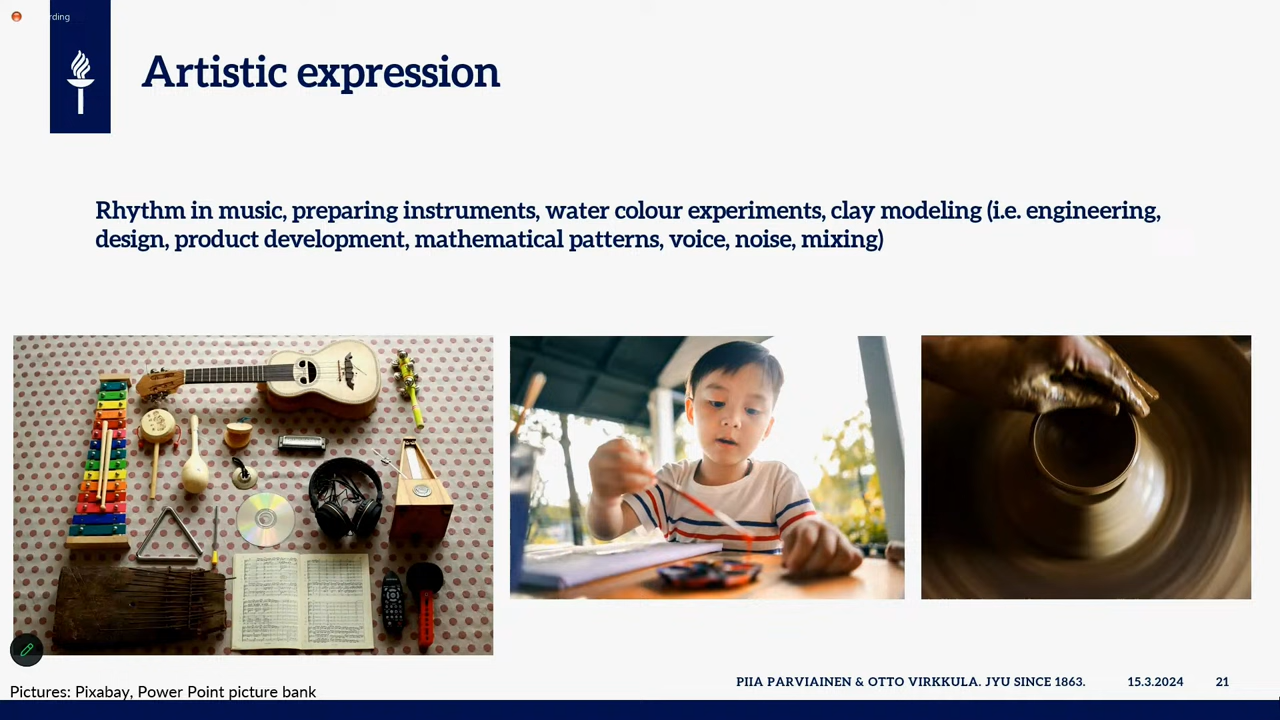 rding
Artistic expression
Rhythm in music, preparing instruments, water colour experiments, clay modeling (i.e. engineering,
design, product development, mathematical patterns, voice, noise, mixing)
Pictures: Pixabay, Power Point picture bank
PIIA PARVIAINEN & OTTO VIRKKULA. JYU SINCE 1863. 15.3.2024 21